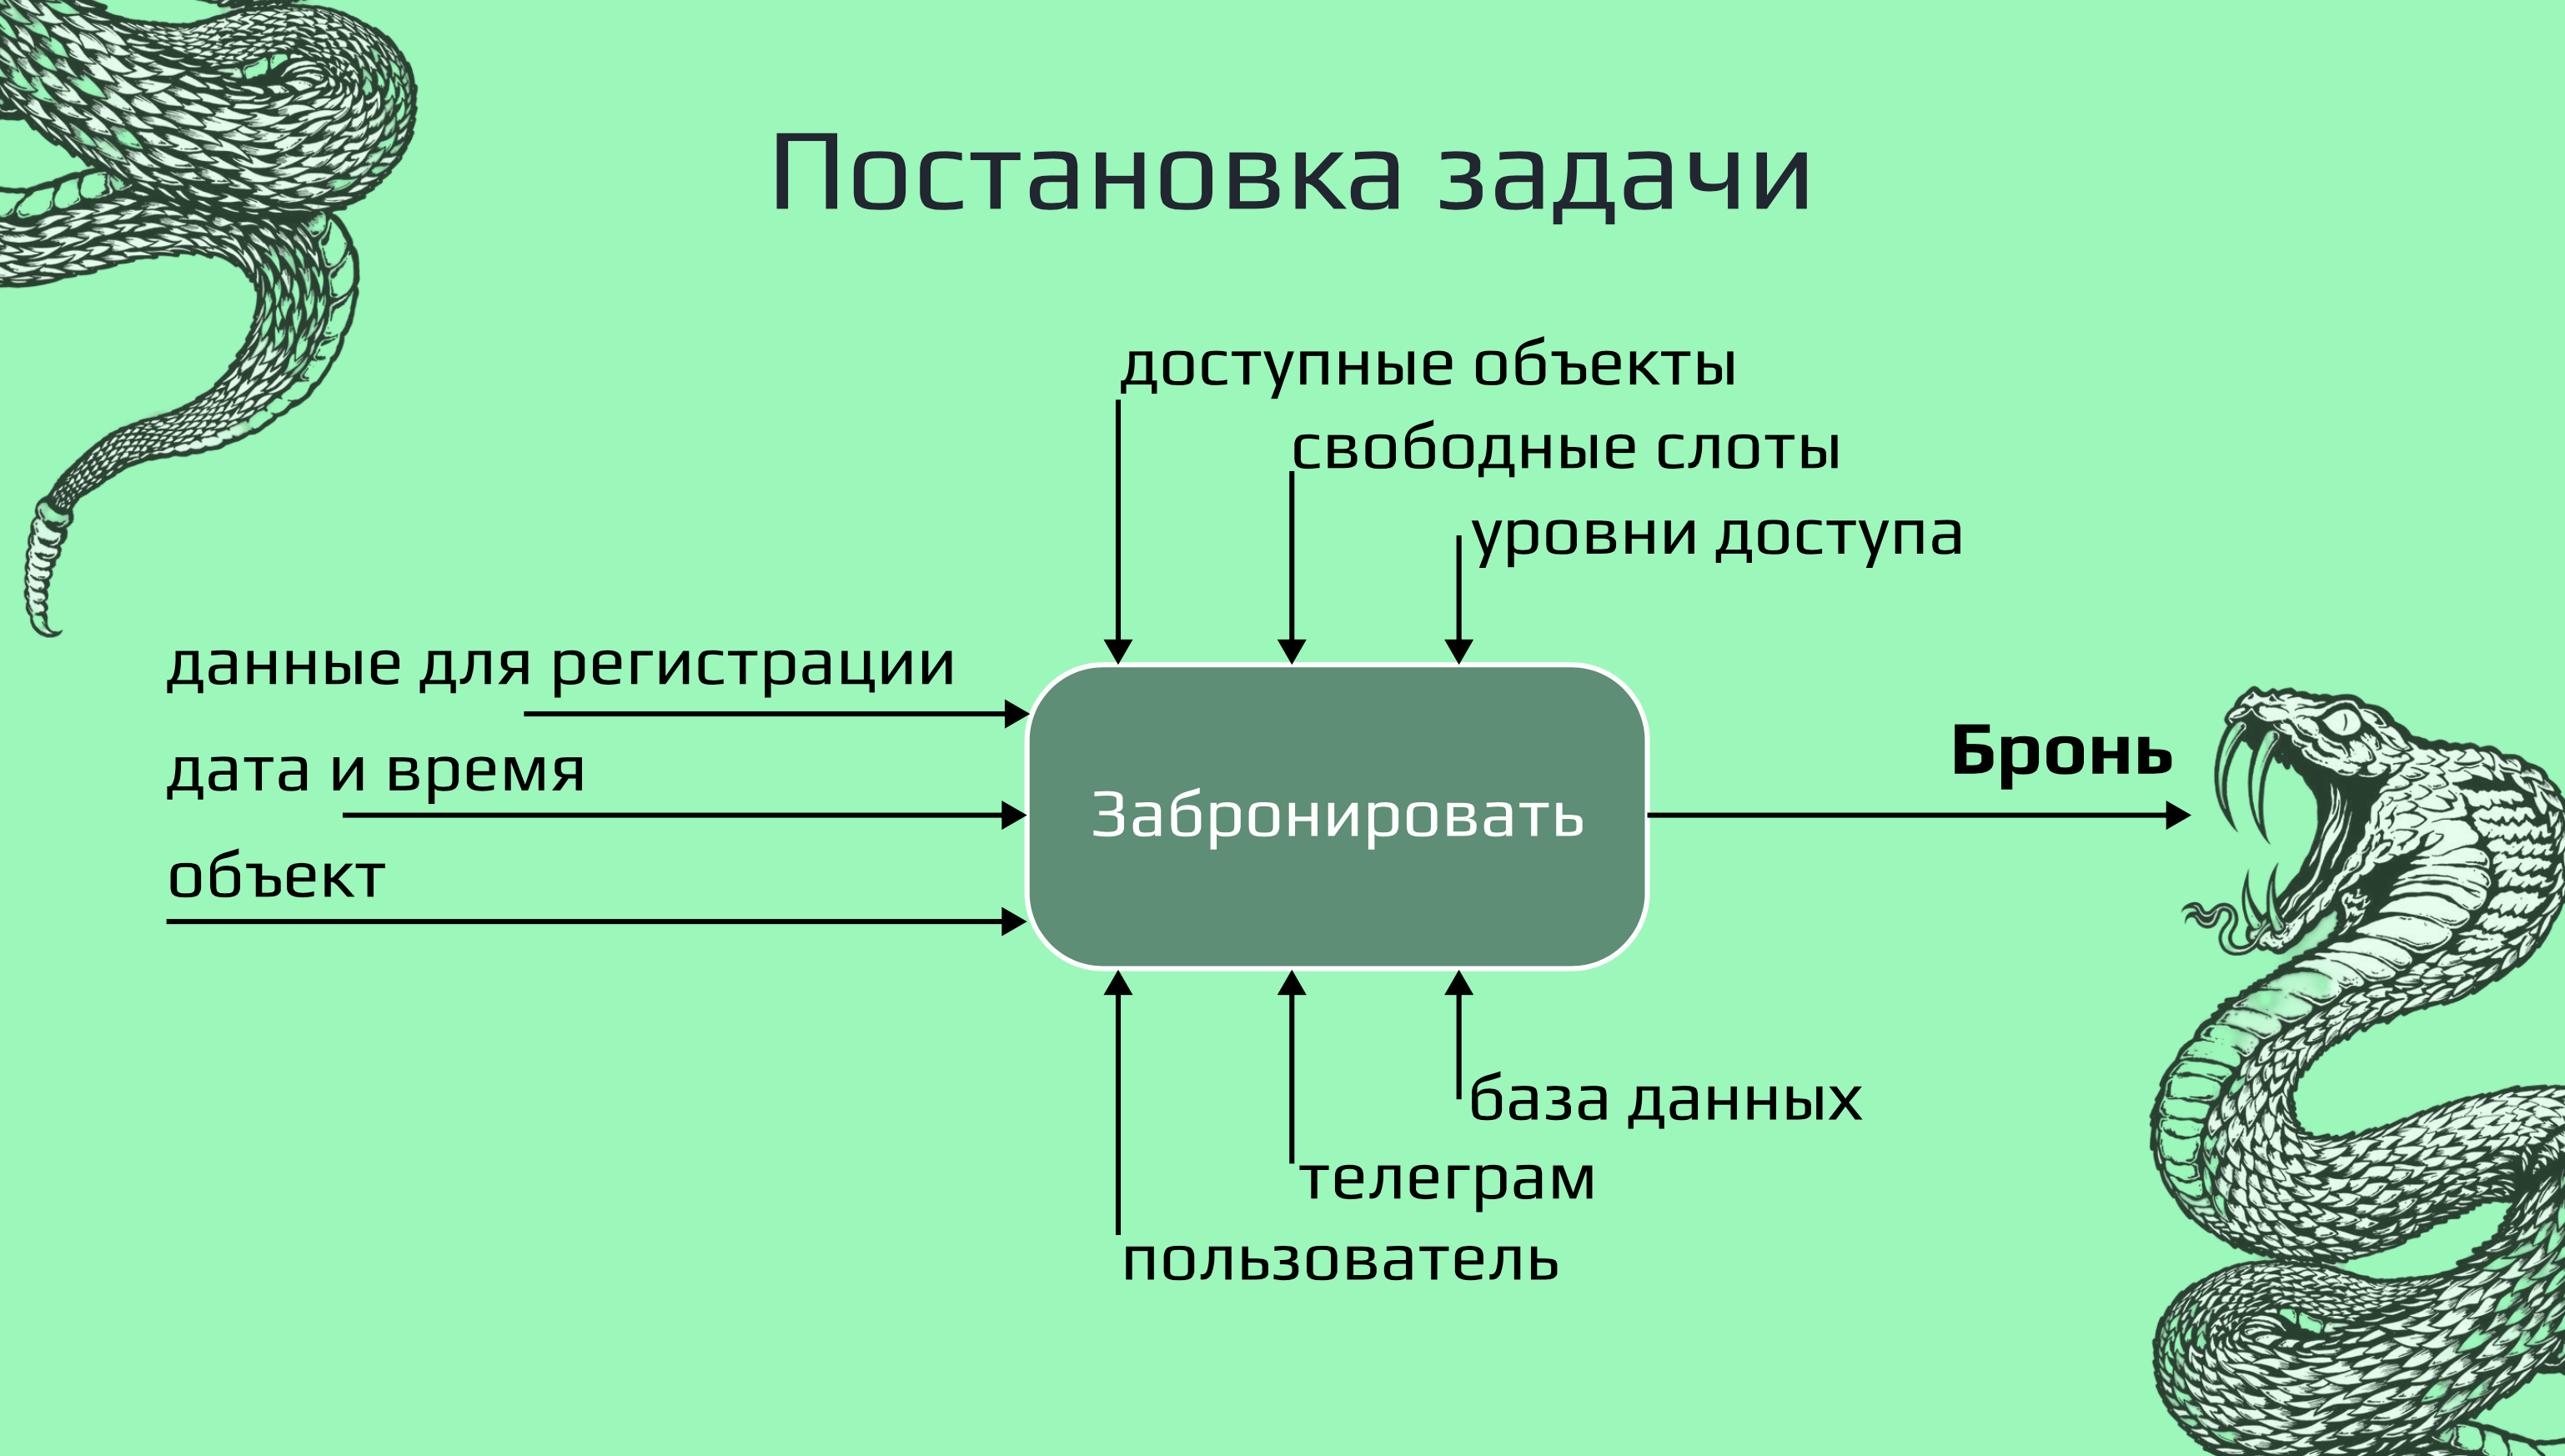 Постановка задачи
доступные объекты
свободные слоты
уровни доступа
данные для регистрации
дата и время
объект
Забронировать
Бронь
база данных
телеграм
пользователь